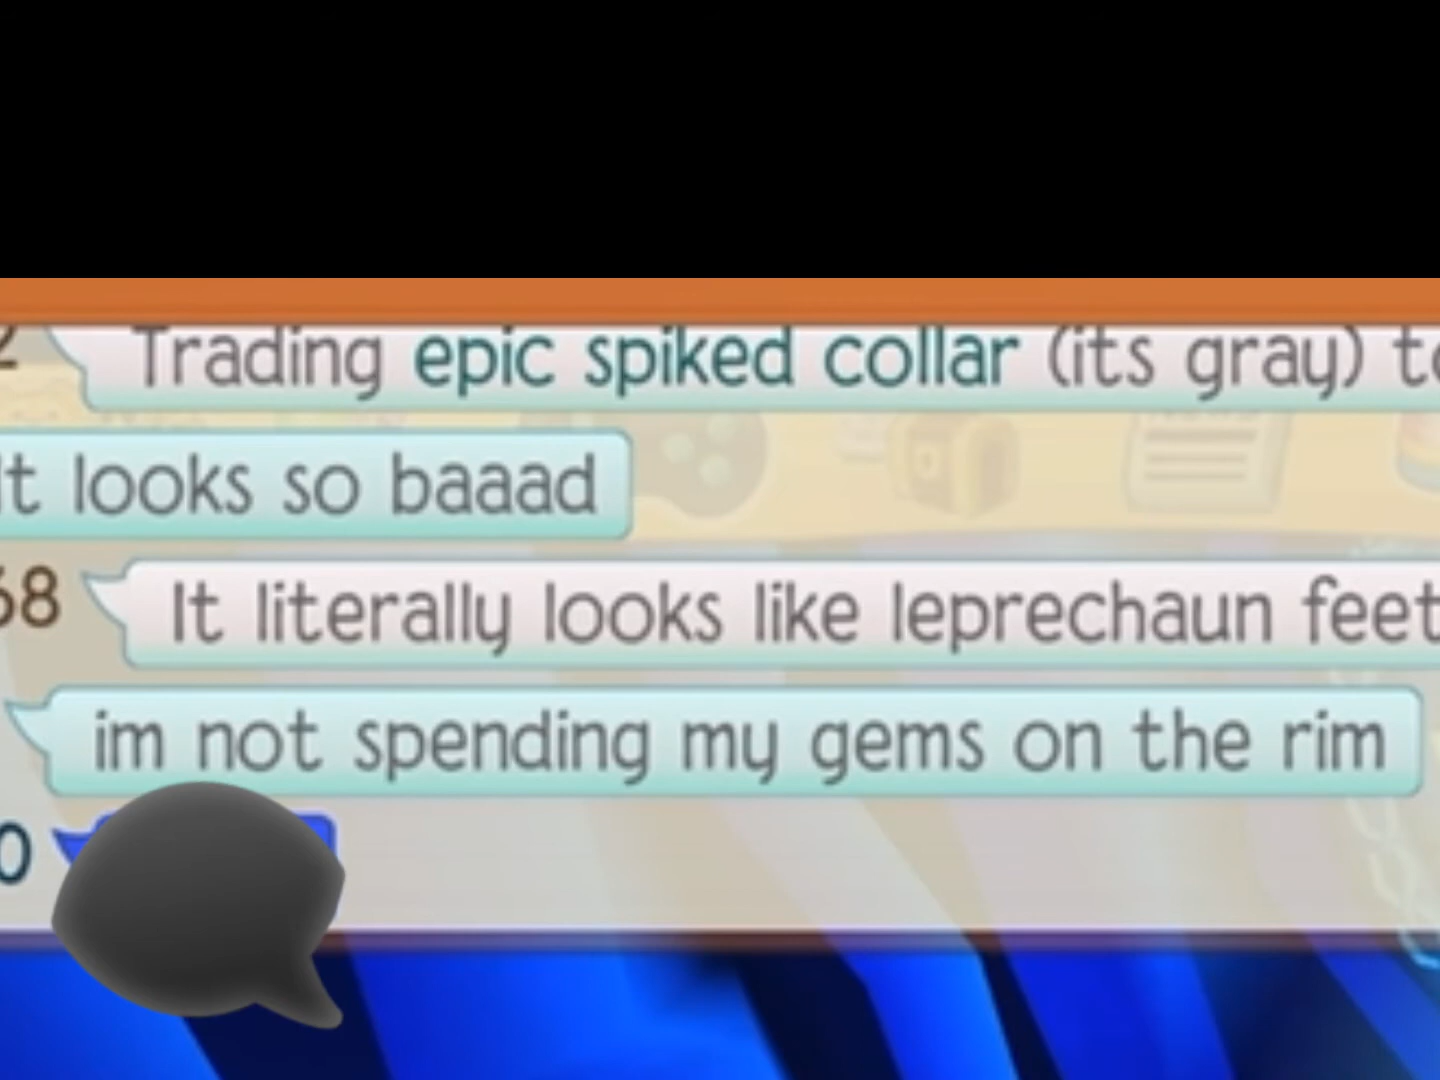 Trading epic spiked collar (its gray)
looks so baaad
68 It literally looks like leprechaun feet
im not spending my gems on the rim